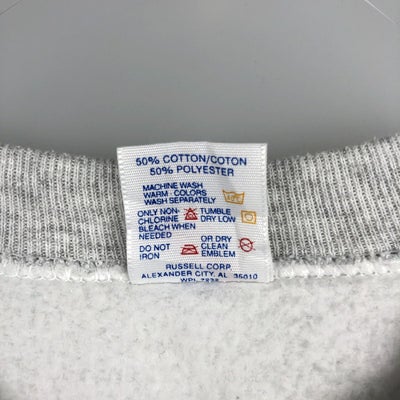 50% COTTON/COTON
50% POLYESTER
MACHINE WASH
WARM - COLORS
WASH SEPARATELY
ONLY NON-
CHLORINE
BLEACH WHEN
NEEDED
TUMBLE
DRY LOW
DO NOT
IRON
OR DRY
CLEAN
EMBLEM
RUSSELL CORP.
ALEXANDER CITY, AL 35010
WPL